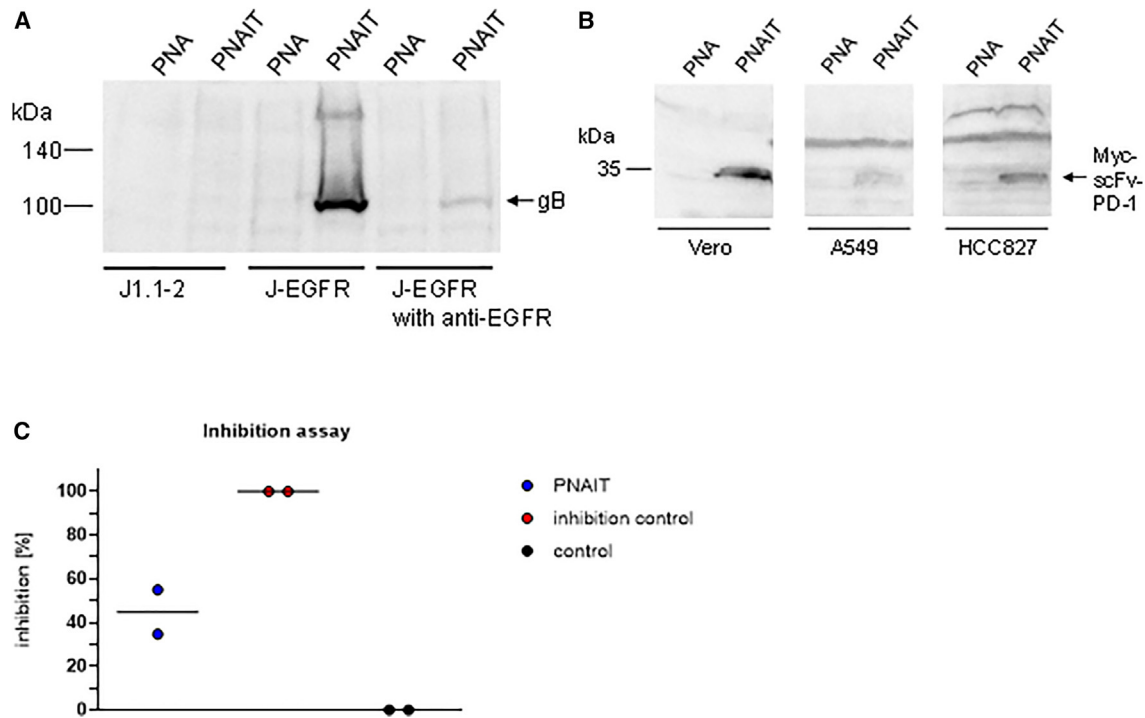 A
PNA PNAIT PNA PNAIT PNA PNAIT
kDa
140
100
gB
J1.1-2
J-EGFR
J-EGFR
with anti-EGFR
B
PNA PNAIT PNA PNAIT PNA PNAIT
kDa
35
Myc-
scFv-
PD-1
Vero
A549
HCC827
C
Inhibition assay
inhibition [%]
100
80
60
40
20
0
PNAIT
inhibition control
control